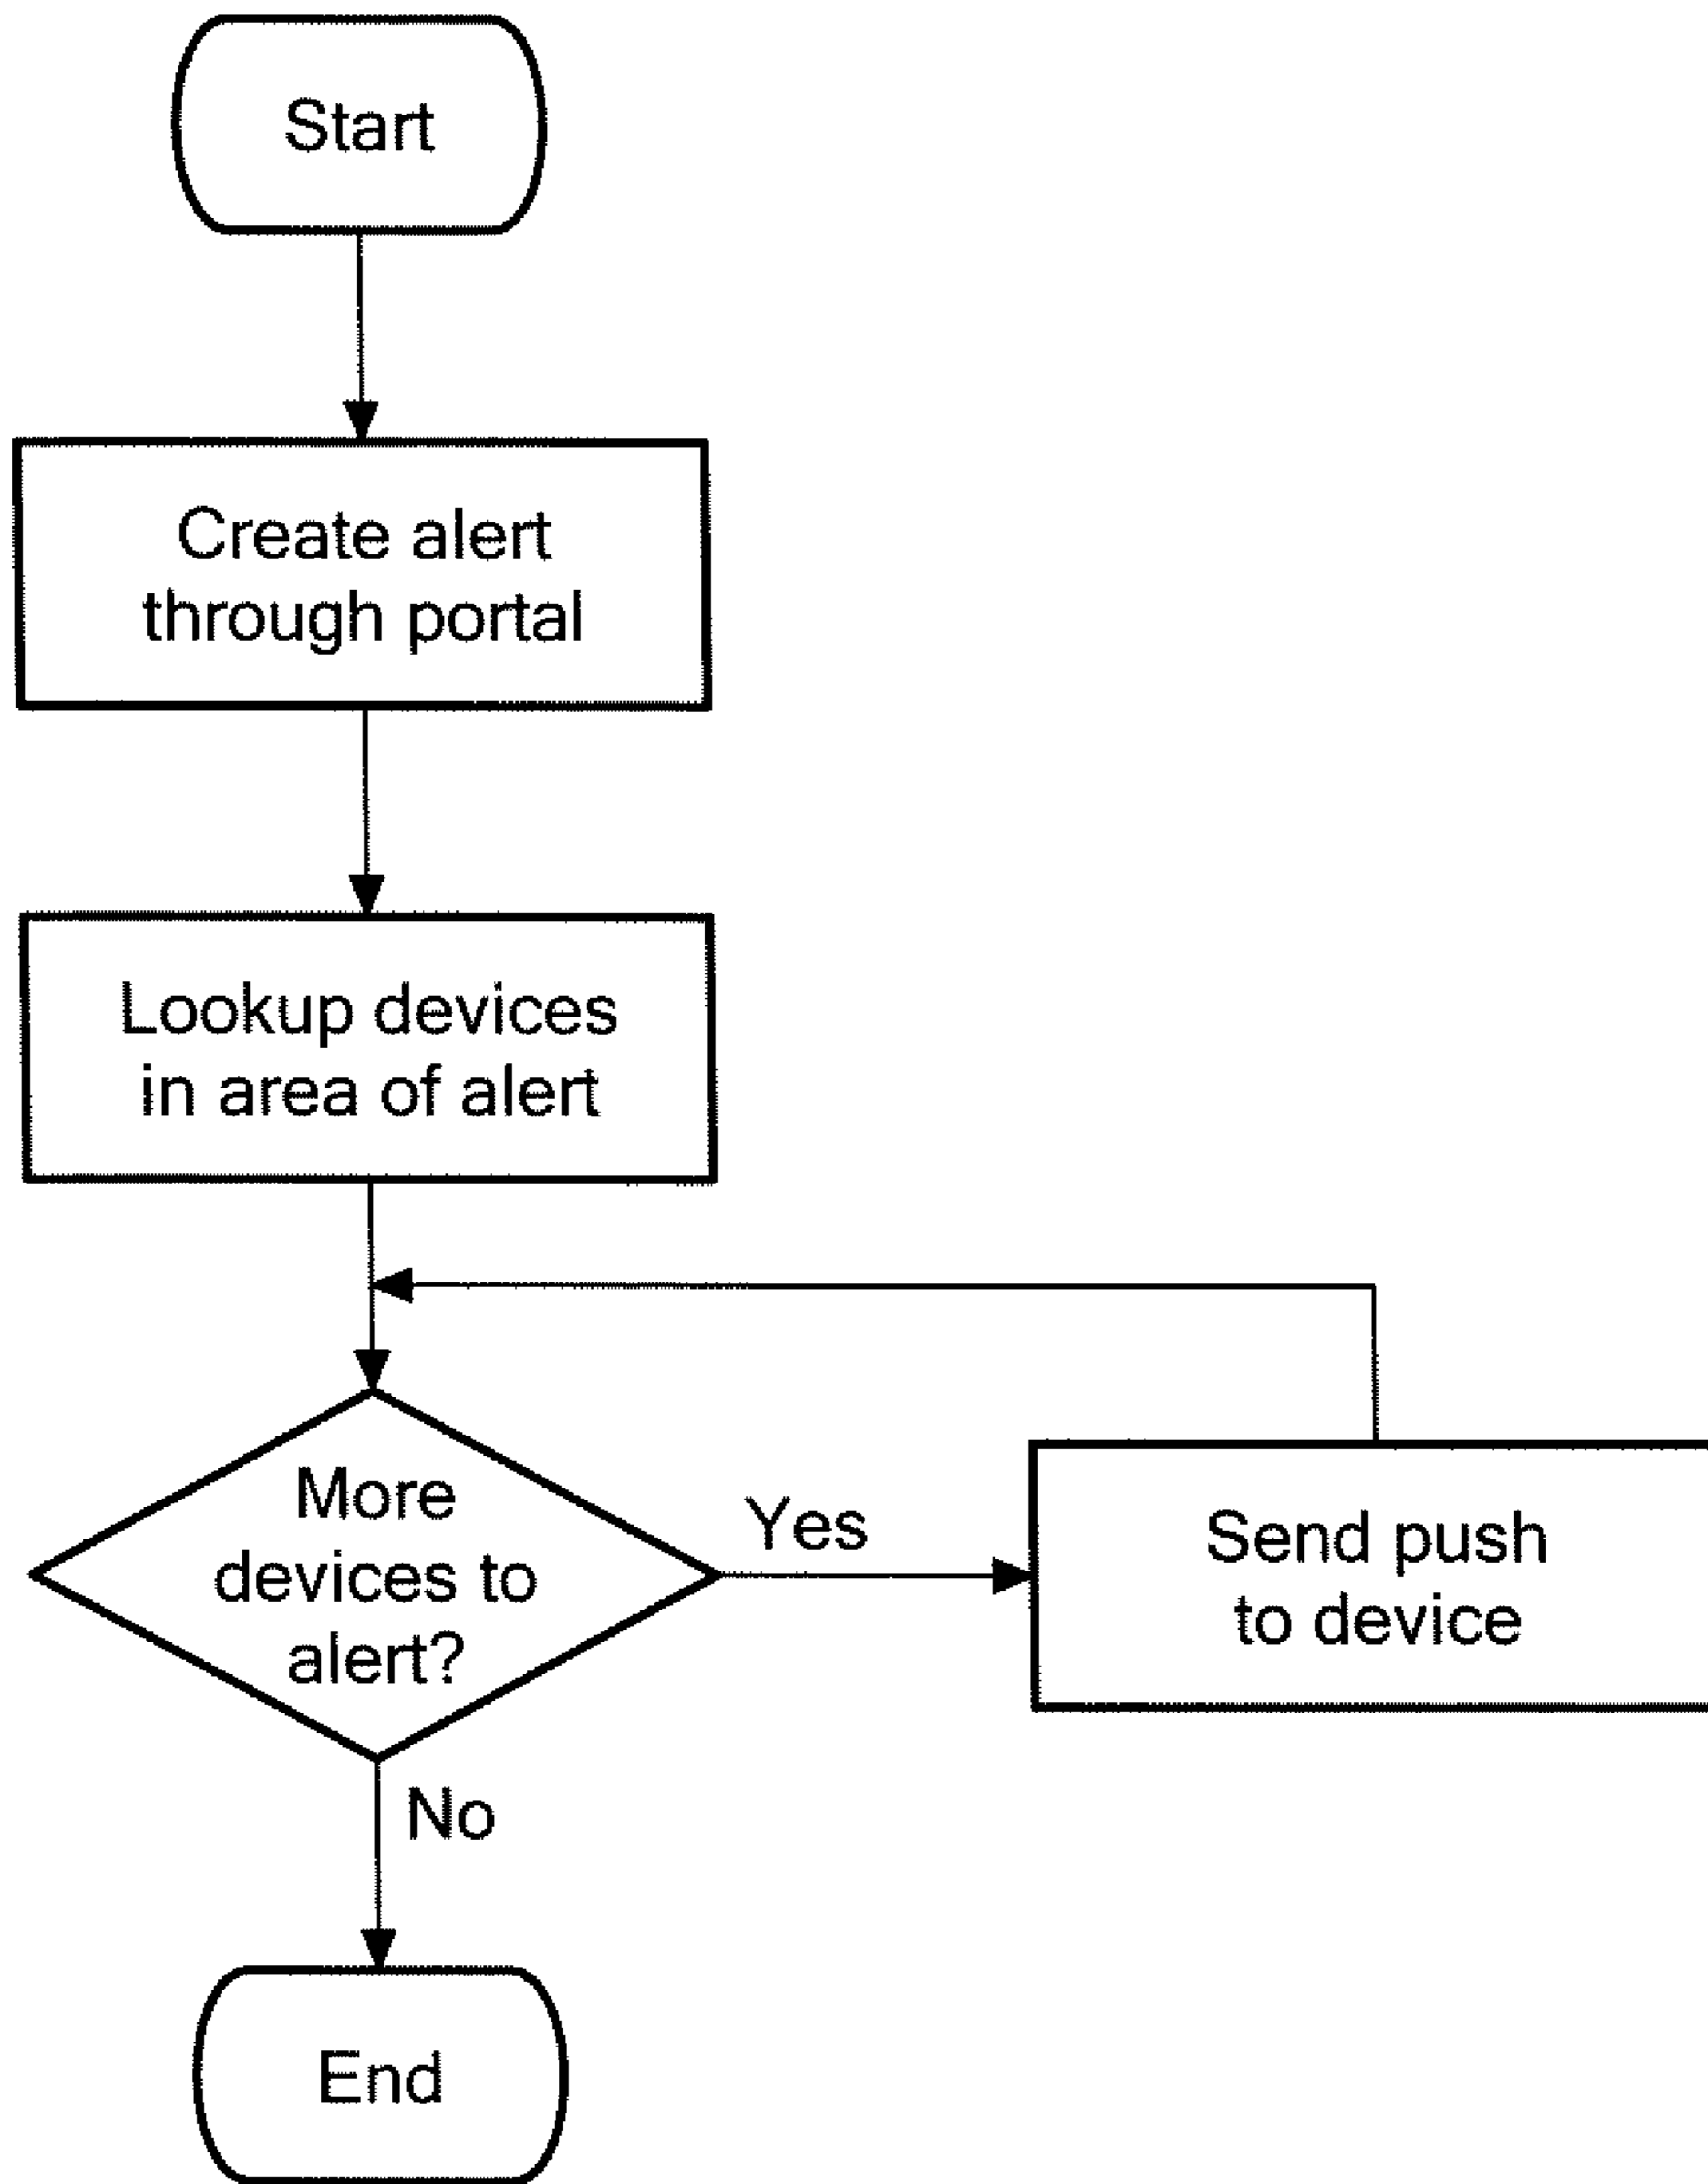 Start
Create alert
through portal
Lookup devices
in area of alert
More
devices to
alert?
Yes
Send push
to device
No
End